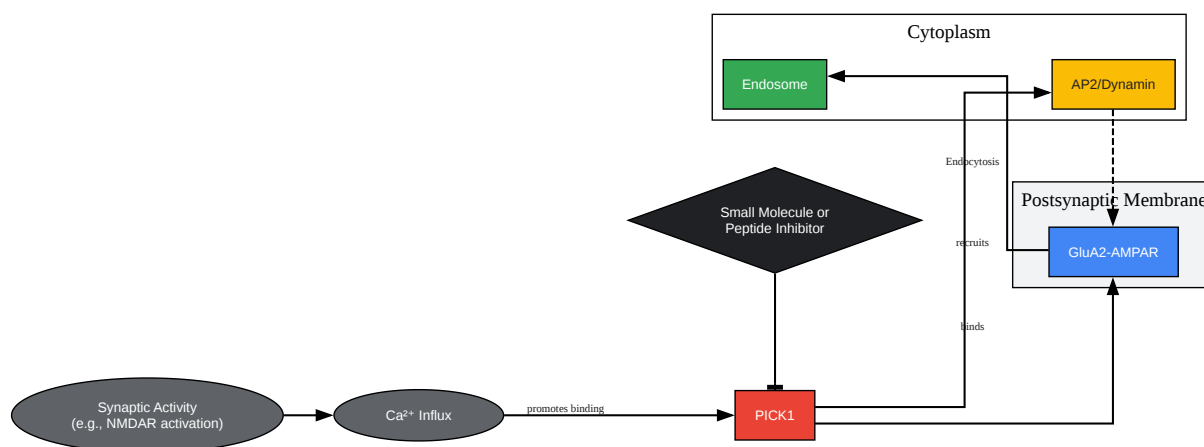 Cytoplasm
Endosome
AP2/Dynamin
Endocytosis
Postsynaptic Membrane
Small Molecule or
Peptide Inhibitor
recruits
GluA2-AMPAR
binds
Synaptic Activity
(e.g., NMDAR activation)
Ca²⁺ Influx
promotes binding
PICK1